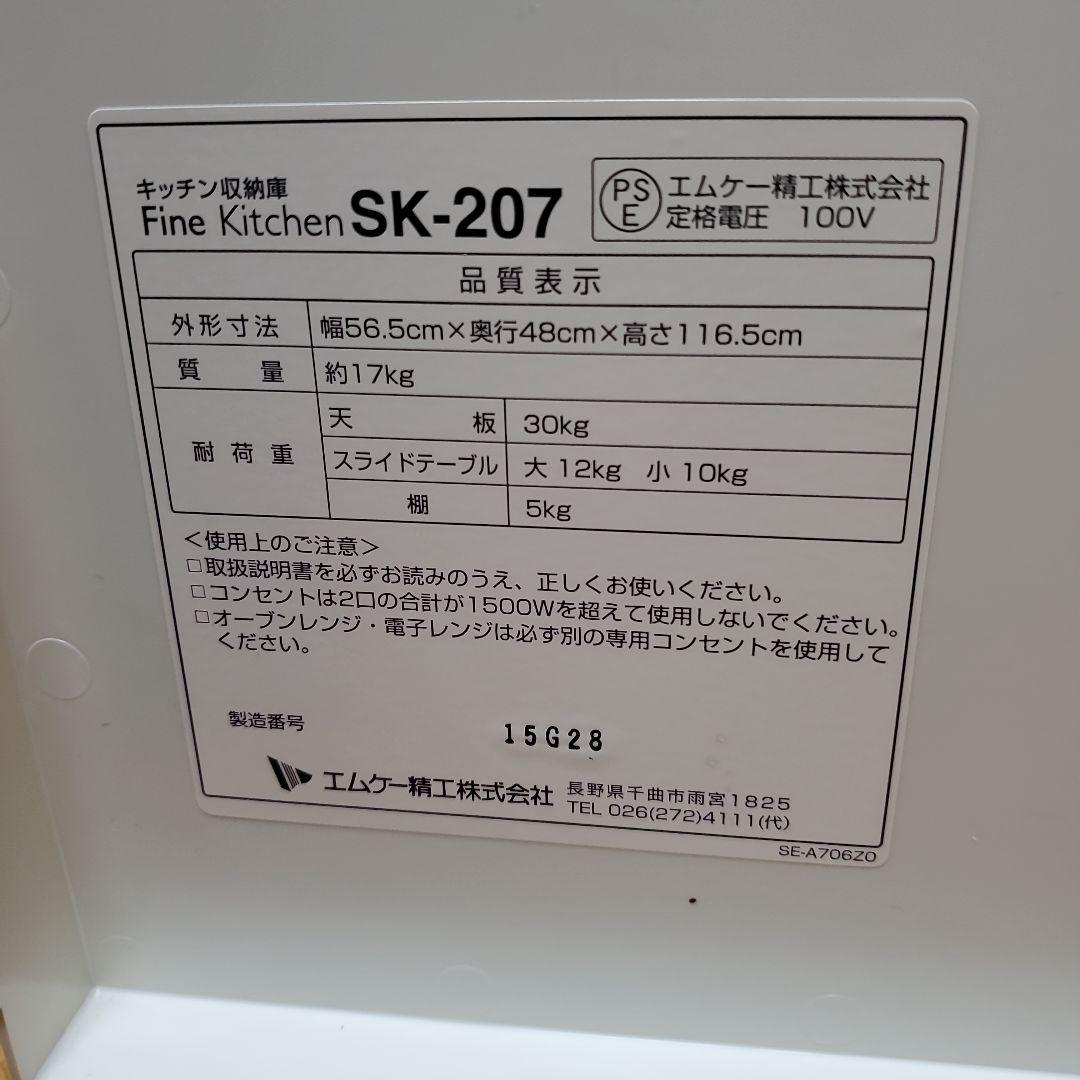 キッチン収納庫
Fine Kitchen SK-207
PS
E
エムケー精工株式会社
定格電圧 100V
品質表示
外形寸法 幅56.5cm×奥行48cm×高さ116.5cm
質量 約17kg
耐荷重
天板 30kg
スライドテーブル 大 12kg 小 10kg
棚 5kg
<使用上のご注意>
□取扱説明書を必ずお読みのうえ、正しくお使いください。
□コンセントは2口の合計が1500Wを超えて使用しないでください。
□オーブンレンジ・電子レンジは必ず別の専用コンセントを使用して
ください。
製造番号 15G28
エムケー精工株式会社 長野県千曲市雨宮1825
TEL 026(272)4111(代)
SE-A706Z0